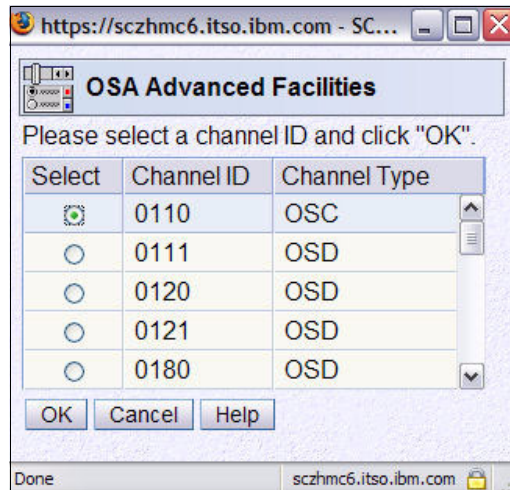 https://sczhmc6.itso.ibm.com - SC...
OSA Advanced Facilities
Please select a channel ID and click "OK".
Select Channel ID Channel Type
0110 OSC
0111 OSD
0120 OSD
0121 OSD
0180 OSD
OK Cancel Help
Done sczhmc6.itso.ibm.com